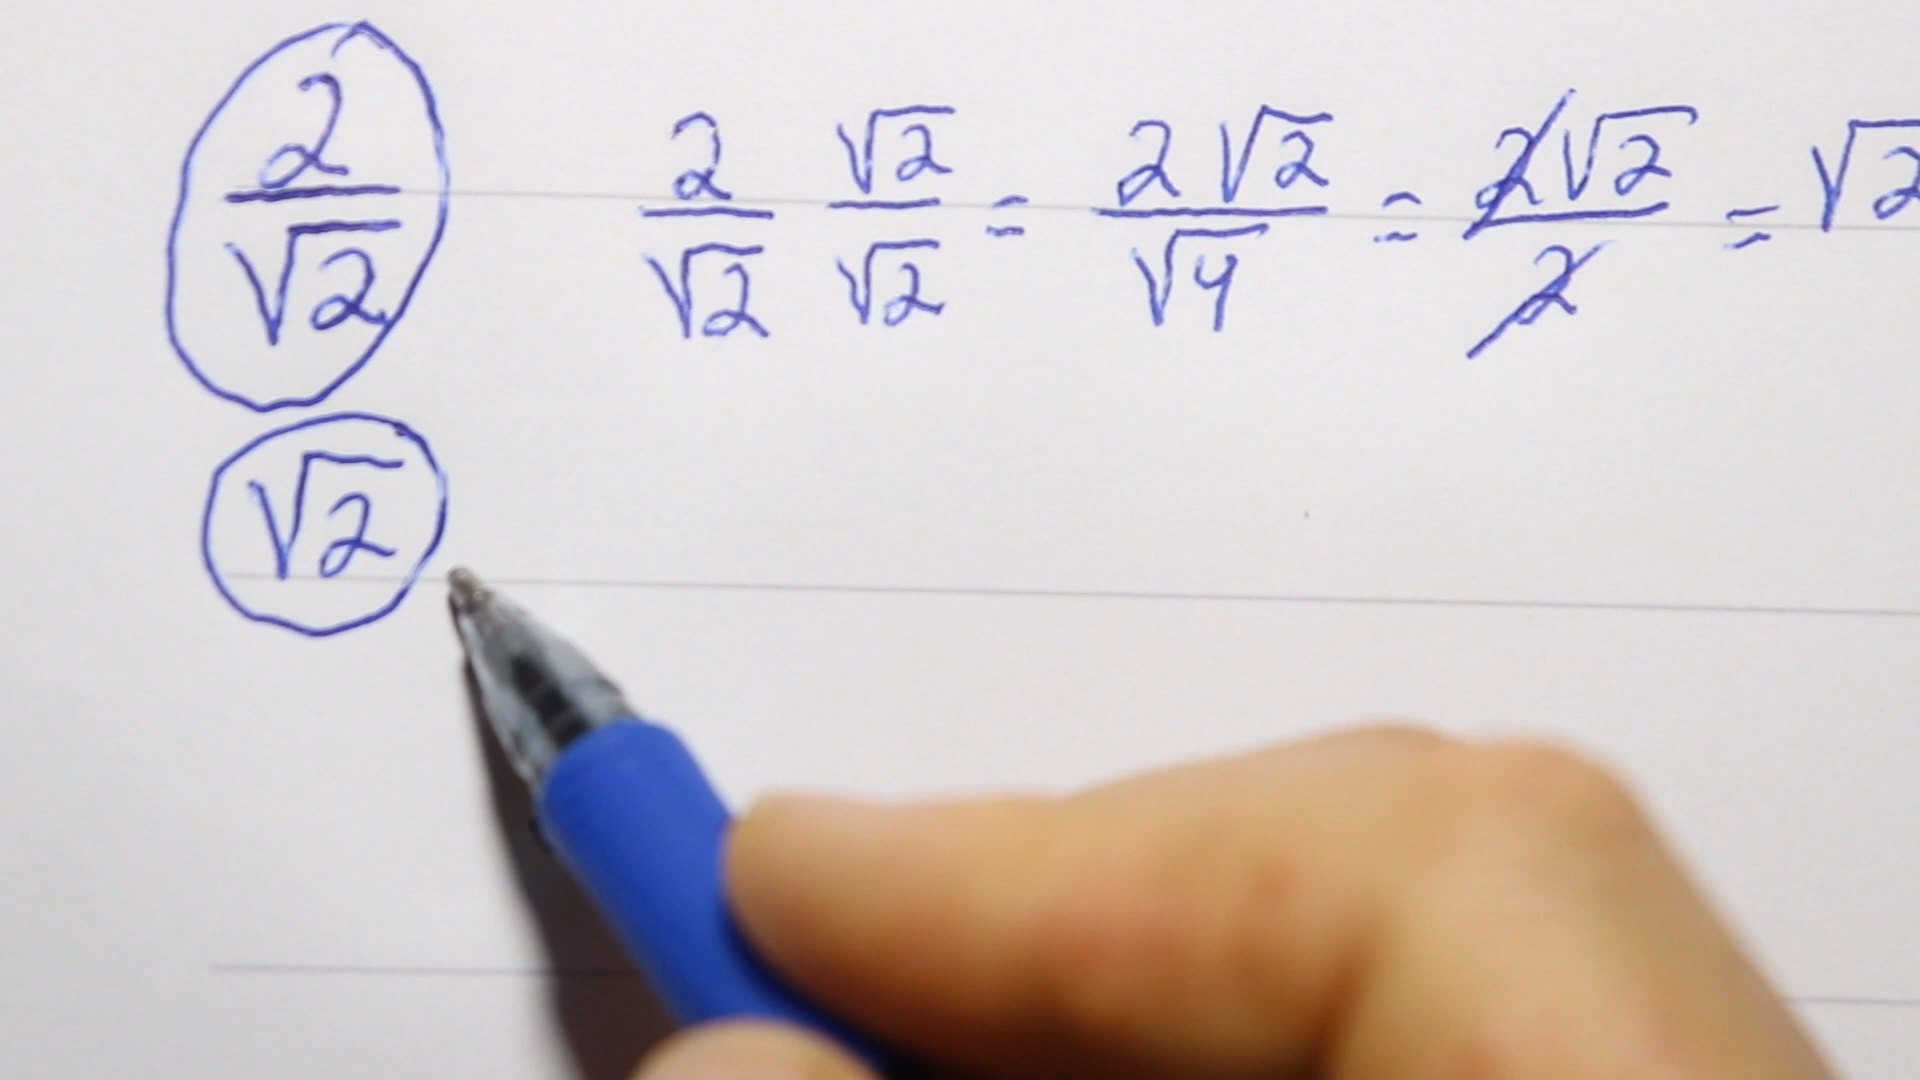 2/√2 2/√2 √2/√2 = 2√2/√4 = 2√2/2 = √2
√2